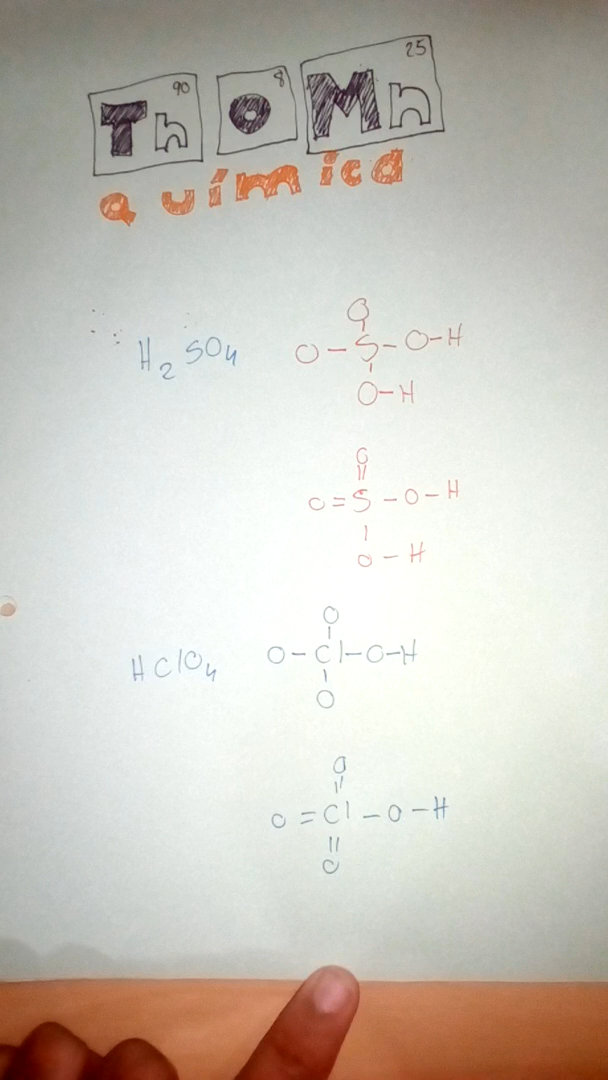 90 8 25
Th O Mn
Química
H2SO4
O
O-S-O-H
O-H
O
O=S-O-H
O-H
HClO4
O
O-Cl-O-H
O
O
O=Cl-O-H
O